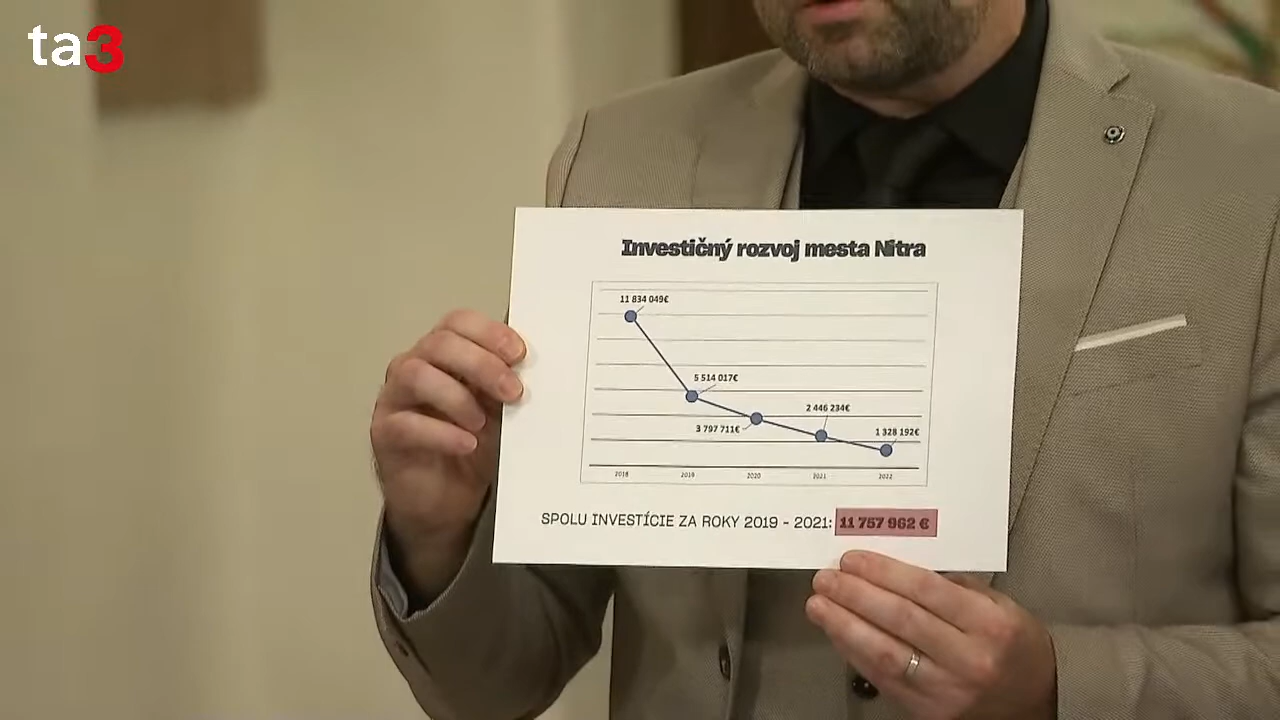 ta3
Investičný rozvoj mesta Nitra
11 834 049€
5 514 017€
2 446 234€
3 797 711€
1 328 192€
2018 2019 2020 2021 2022
SPOLU INVESTÍCIE ZA ROKY 2019 - 2021: 11 757 962 €